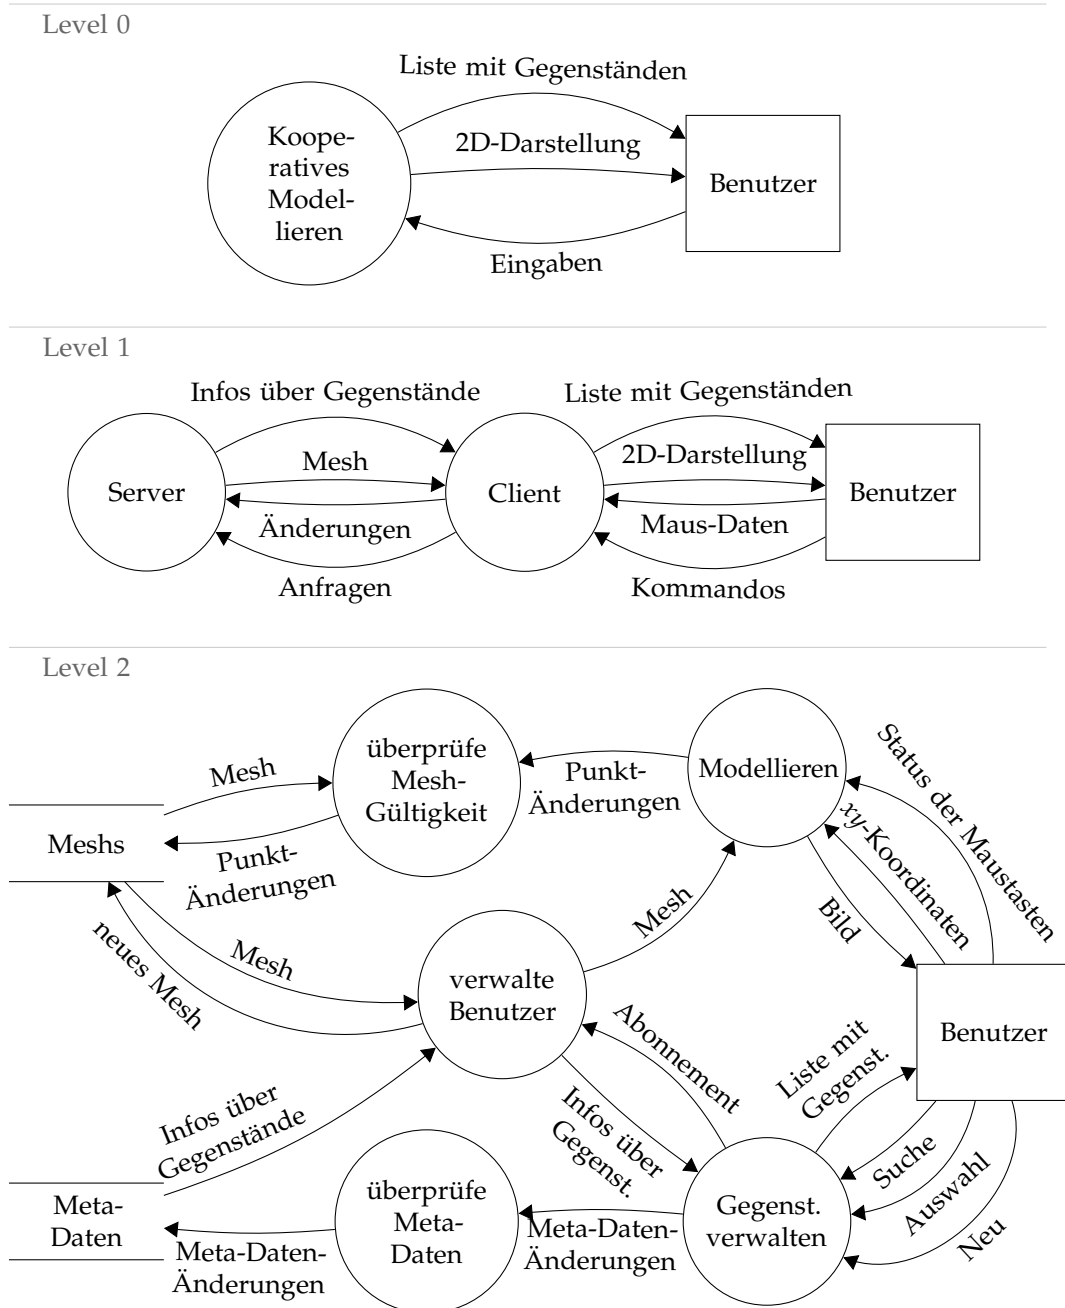 Level 0
Liste mit Gegenständen
2D-Darstellung
Koope-
ratives
Model-
lieren
Benutzer
Eingaben
Level 1
Infos über Gegenstände
Liste mit Gegenständen
Mesh
2D-Darstellung
Server
Client
Benutzer
Änderungen
Maus-Daten
Anfragen
Kommandos
Level 2
überprüfe
Mesh-
Gültigkeit
Modellieren
Status der Maustasten
Mesh
Punkt-
Änderungen
xy-Koordinaten
Meshs
Punkt-
Änderungen
Mesh
Bild
neues Mesh
Mesh
verwalte
Benutzer
Benutzer
Abonnement
Liste mit
Gegenst.
Infos über
Gegenstände
Infos über
Gegenst.
Suche
Auswahl
Neu
Meta-
Daten
überprüfe
Meta-
Daten
Gegenst.
verwalten
Meta-Daten-
Änderungen
Meta-Daten-
Änderungen